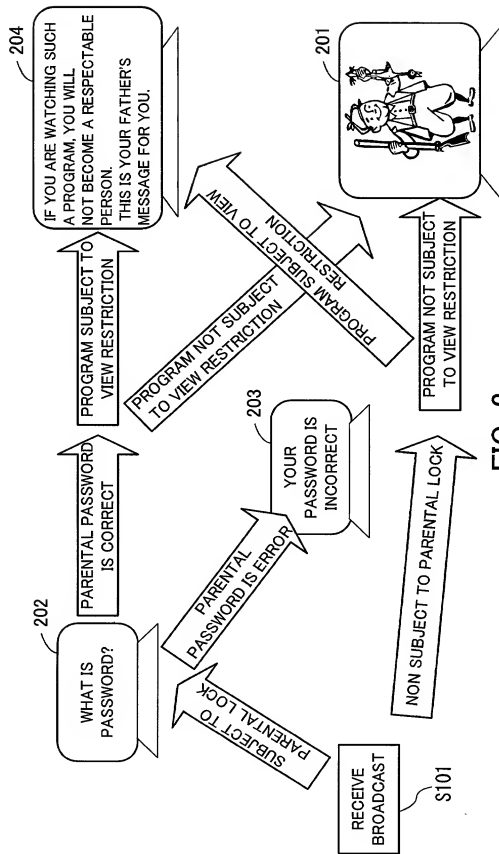 202
WHAT IS
PASSWORD?
PARENTAL PASSWORD
IS CORRECT
PROGRAM SUBJECT TO
VIEW RESTRICTION
204
IF YOU ARE WATCHING SUCH
A PROGRAM, YOU WILL
NOT BECOME A RESPECTABLE
PERSON.
THIS IS YOUR FATHER'S
MESSAGE FOR YOU.
PROGRAM NOT SUBJECT
TO VIEW RESTRICTION
PROGRAM SUBJECT TO VIEW
RESTRICTION
PARENTAL
PASSWORD IS ERROR
203
YOUR
PASSWORD IS
INCORRECT
SUBJECT TO
PARENTAL LOCK
RECEIVE
BROADCAST
S101
NON SUBJECT TO PARENTAL LOCK
PROGRAM NOT SUBJECT
TO VIEW RESTRICTION
201
FIG.